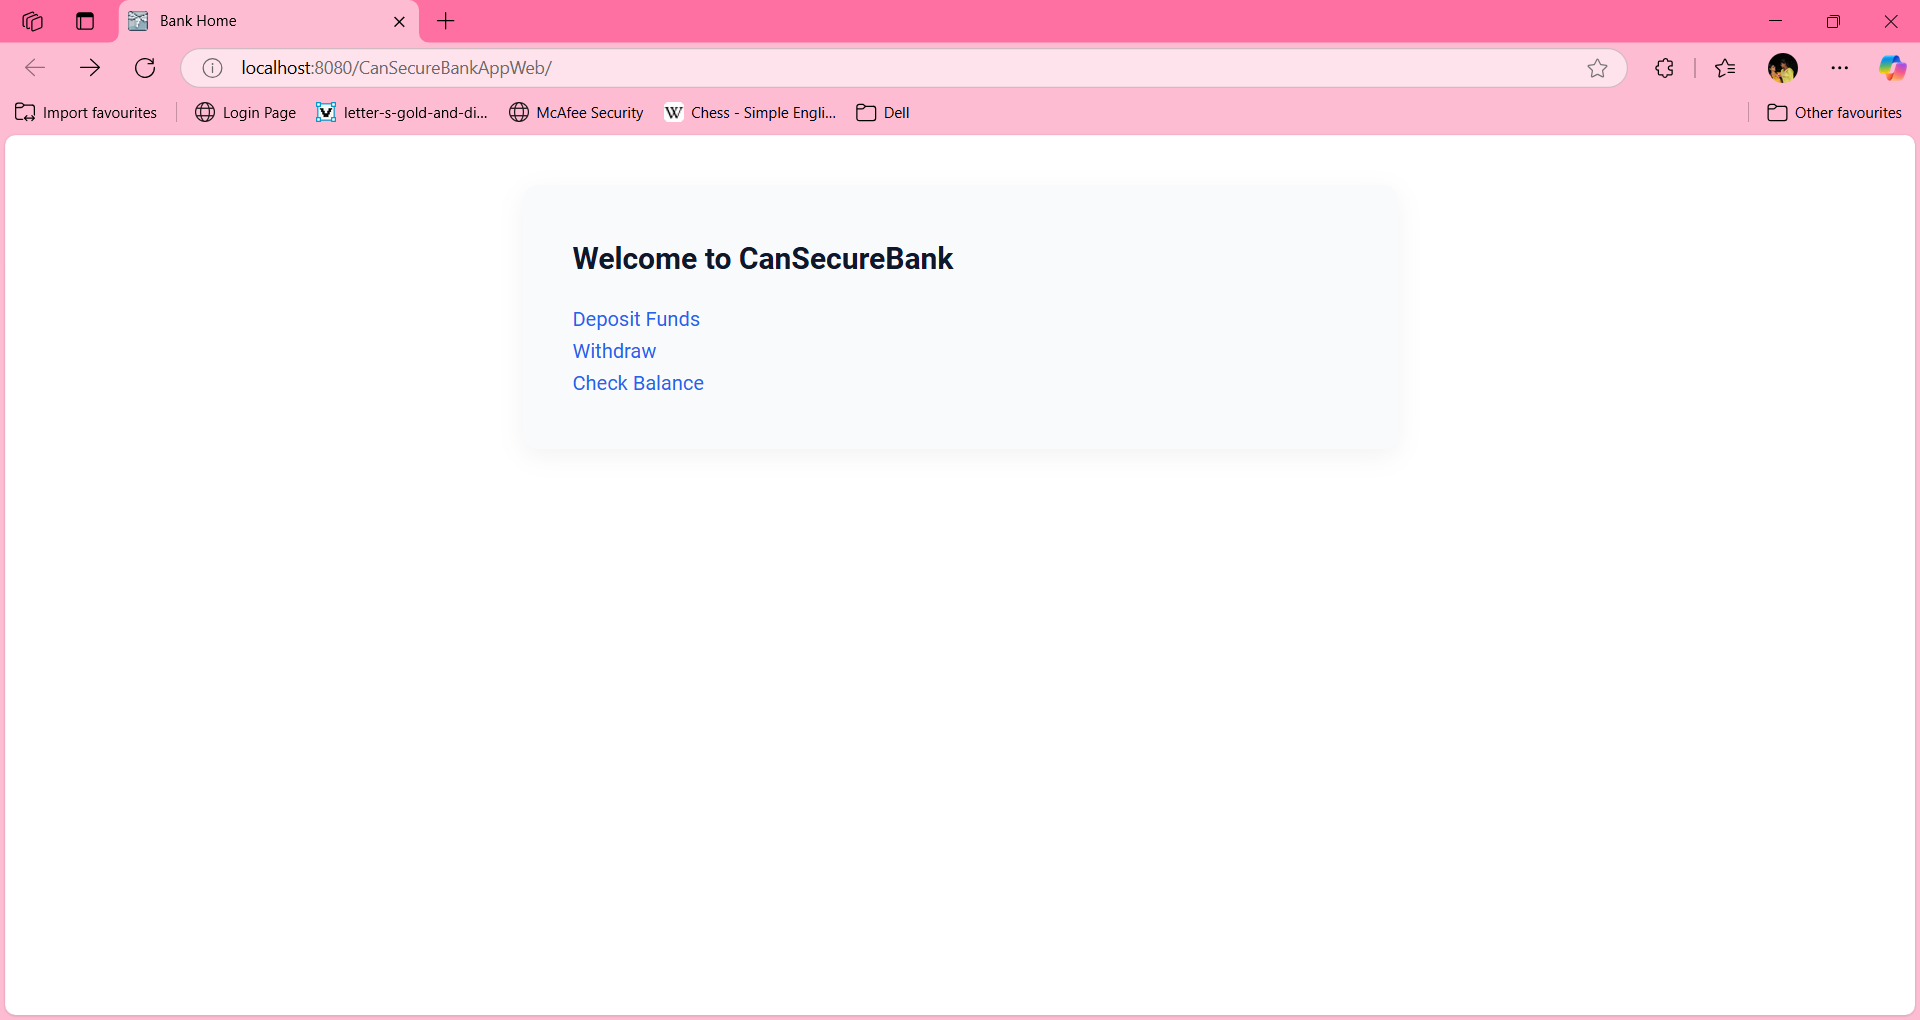 Bank Home
localhost:8080/CanSecureBankAppWeb/
Import favourites Login Page letter-s-gold-and-di... McAfee Security W Chess - Simple Engli... Dell Other favourites
Welcome to CanSecureBank
Deposit Funds
Withdraw
Check Balance